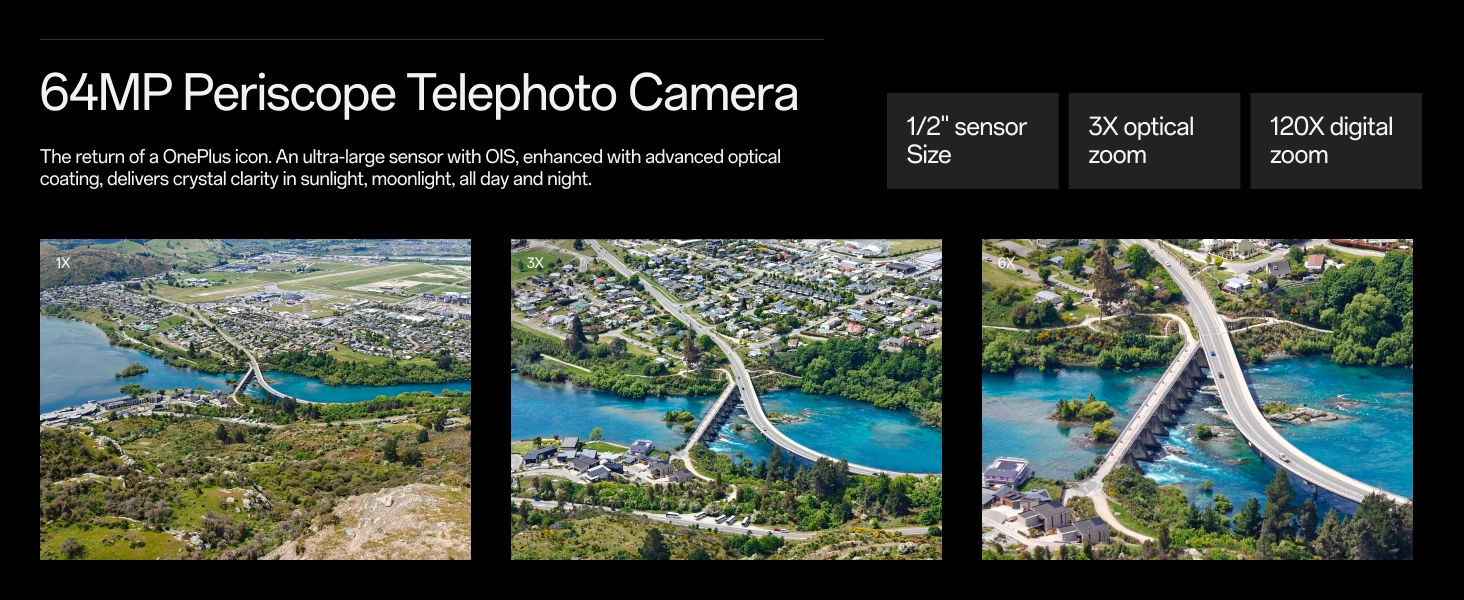 64MP Periscope Telephoto Camera
The return of a OnePlus icon. An ultra-large sensor with OIS, enhanced with advanced optical
coating, delivers crystal clarity in sunlight, moonlight, all day and night.
1/2" sensor
Size
3X optical
zoom
120X digital
zoom
1X
3X
6X